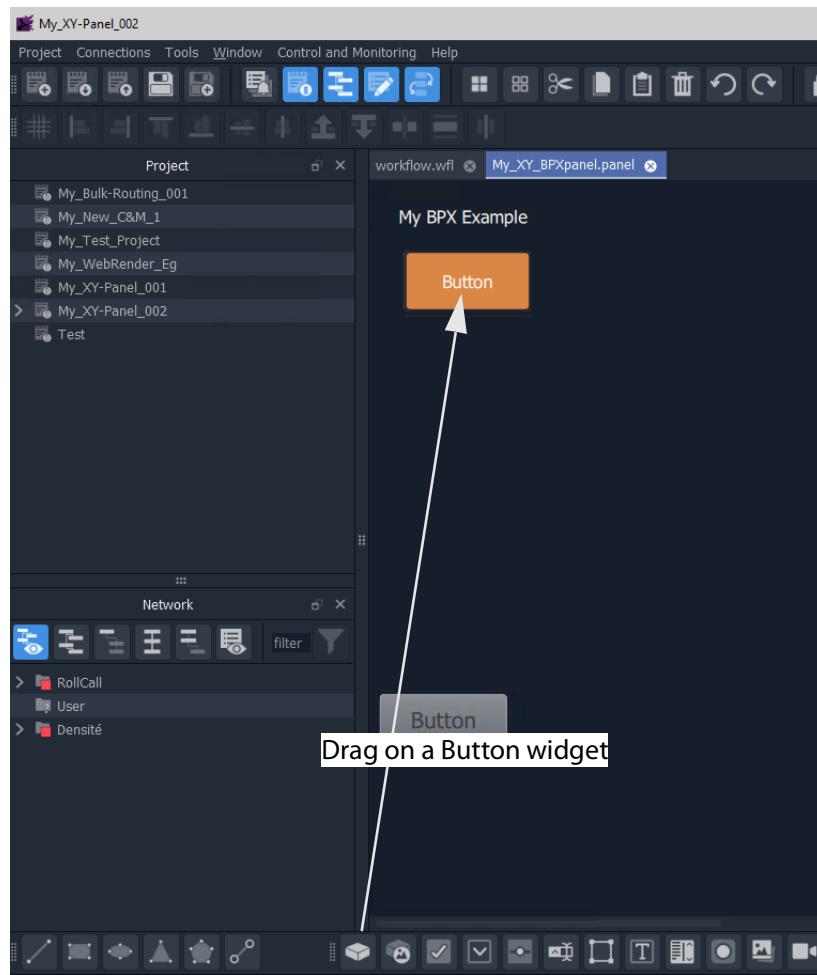 My_XY-Panel_002
Project Connections Tools Window Control and Monitoring Help
Project
workflow.wfl My_XY_BPXpanel.panel
My_Bulk-Routing_001
My_New_C&M_1
My_Test_Project
My_WebRender_Eg
My_XY-Panel_001
My_XY-Panel_002
Test
My BPX Example
Button
Network
filter
RollCall
User
Densité
Button
Drag on a Button widget